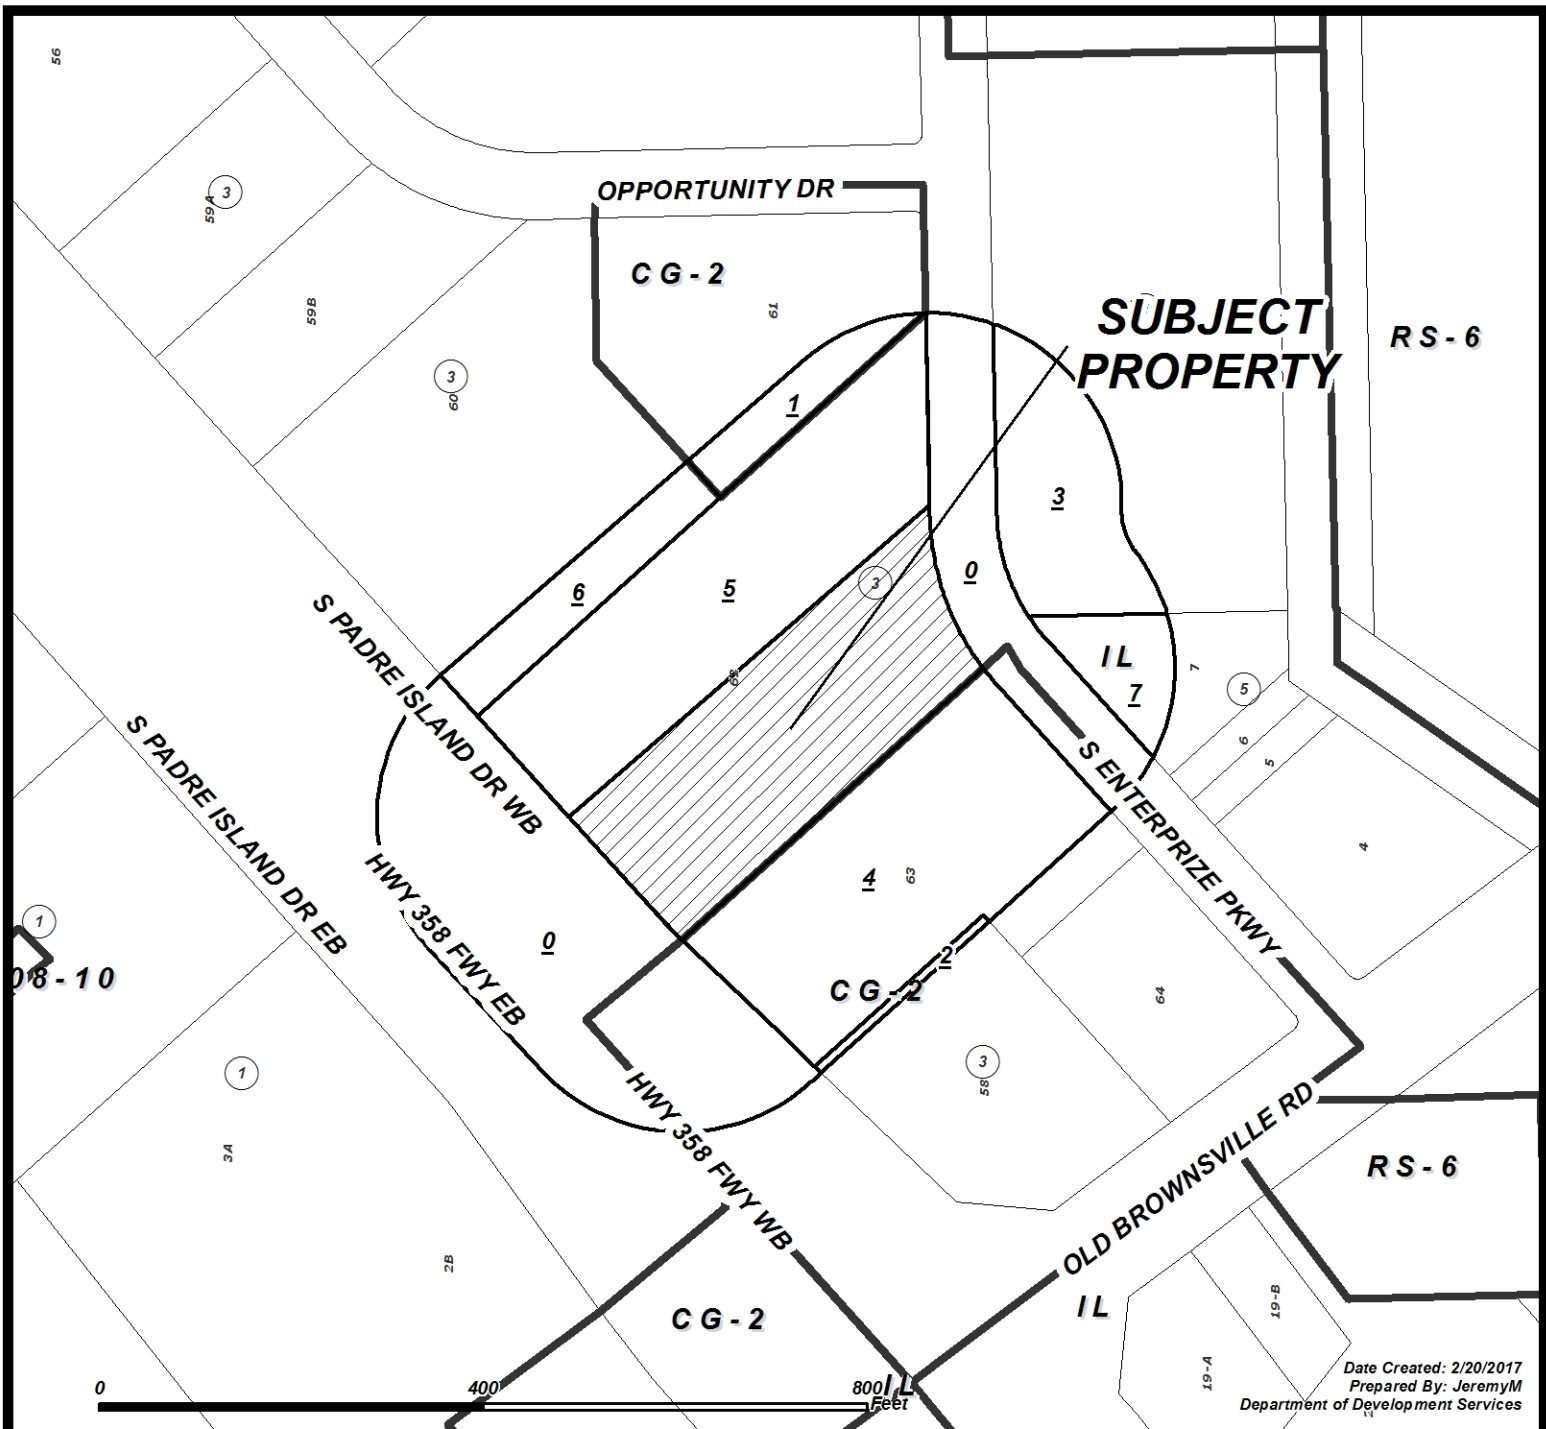 56
3
59A
OPPORTUNITY DR
CG-2
61
59B
SUBJECT
PROPERTY
RS-6
3
60
1
3
6
5
3
0
S PADRE ISLAND DR WB
IL
7
7
5
62
6
5
S PADRE ISLAND DR EB
S ENTERPRIZE PKWY
4
HWY 358 FWY EB
4
63
1
0
2
08-10
CG-2
64
1
3
58
HWY 358 FWY WB
3A
OLD BROWNSVILLE RD
RS-6
2B
CG-2
IL
19-B
19-A
0
400
800
Feet
IL
Date Created: 2/20/2017
Prepared By: JeremyM
Department of Development Services